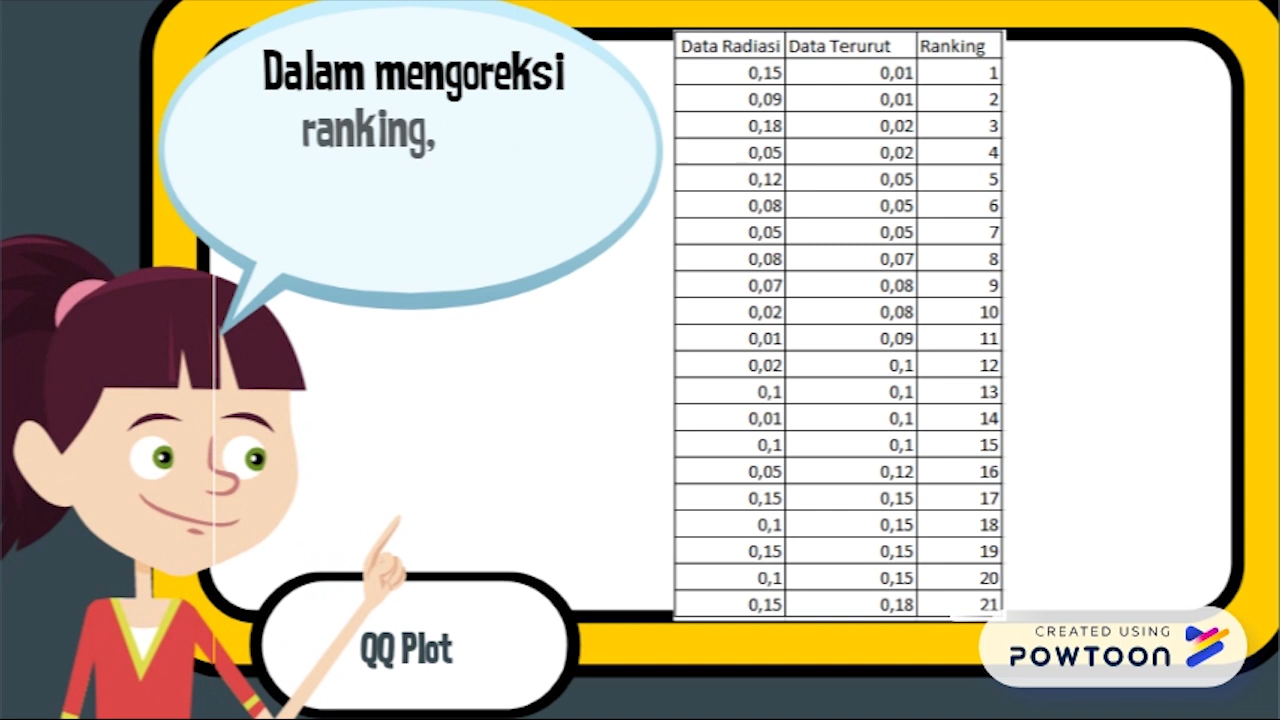 Dalam mengoreksi
ranking,
Data Radiasi Data Terurut Ranking
0,15 0,01 1
0,09 0,01 2
0,18 0,02 3
0,05 0,02 4
0,12 0,05 5
0,08 0,05 6
0,05 0,05 7
0,08 0,07 8
0,07 0,08 9
0,02 0,08 10
0,01 0,09 11
0,02 0,1 12
0,1 0,1 13
0,01 0,1 14
0,1 0,1 15
0,05 0,12 16
0,15 0,15 17
0,1 0,15 18
0,15 0,15 19
0,1 0,15 20
0,15 0,18 21
QQ Plot
CREATED USING
POWTOON